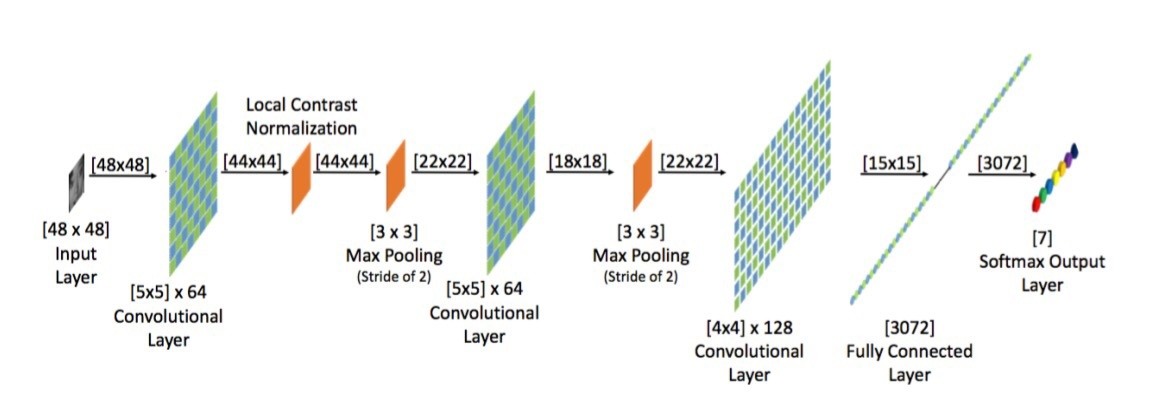 Local Contrast
Normalization
[48x48]
[44x44]
[44x44]
[22x22]
[18x18]
[22x22]
[15x15]
[3072]
[48 x 48]
Input
Layer
[5x5] x 64
Convolutional
Layer
[3 x 3]
Max Pooling
(Stride of 2)
[5x5] x 64
Convolutional
Layer
[3 x 3]
Max Pooling
(Stride of 2)
[4x4] x 128
Convolutional
Layer
[3072]
Fully Connected
Layer
[7]
Softmax Output
Layer